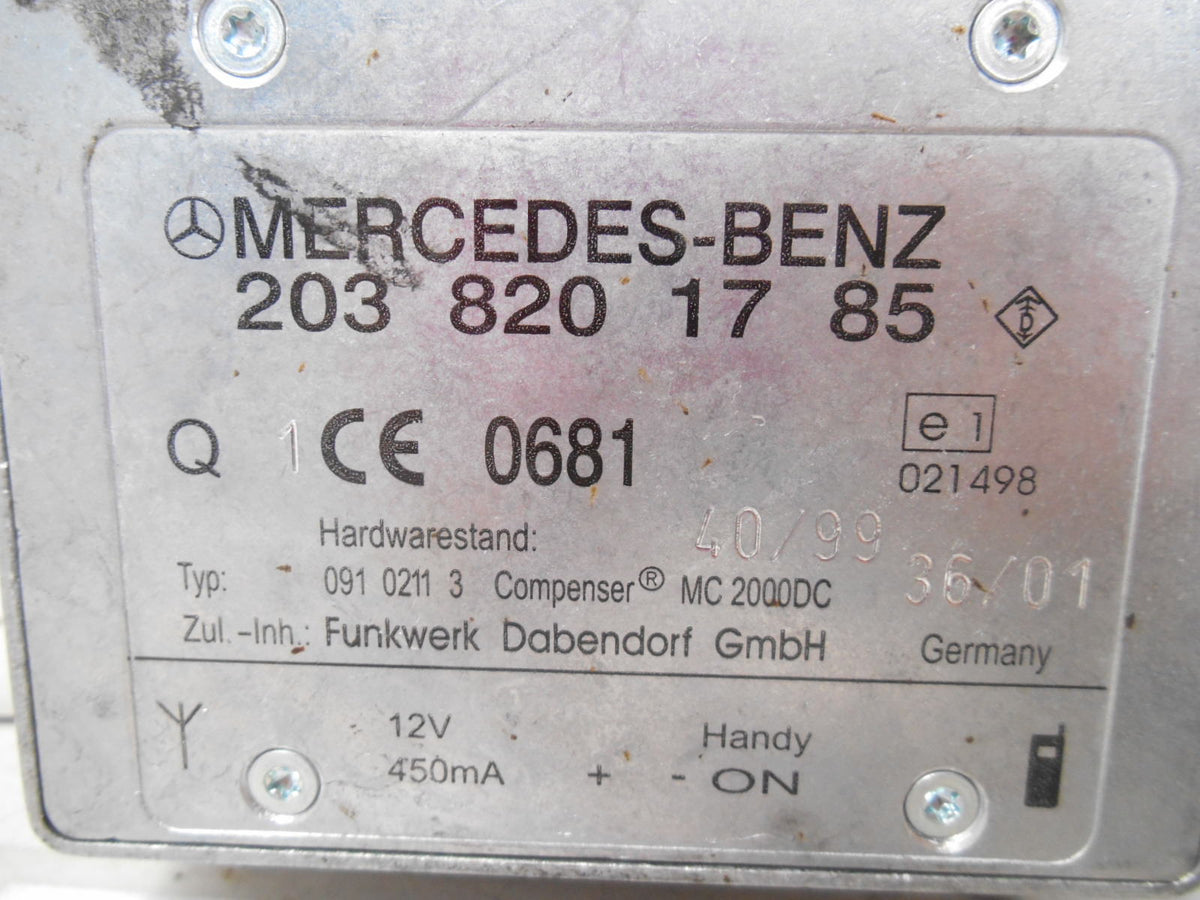 MERCEDES-BENZ
203 820 17 85
D
Q 1 CE 0681 e1
021498
Hardwarestand: 40/99
Typ: 091 0211 3 Compenser® MC 2000DC 36/01
Zul.-Inh.: Funkwerk Dabendorf GmbH Germany
12V Handy
450mA + - ON